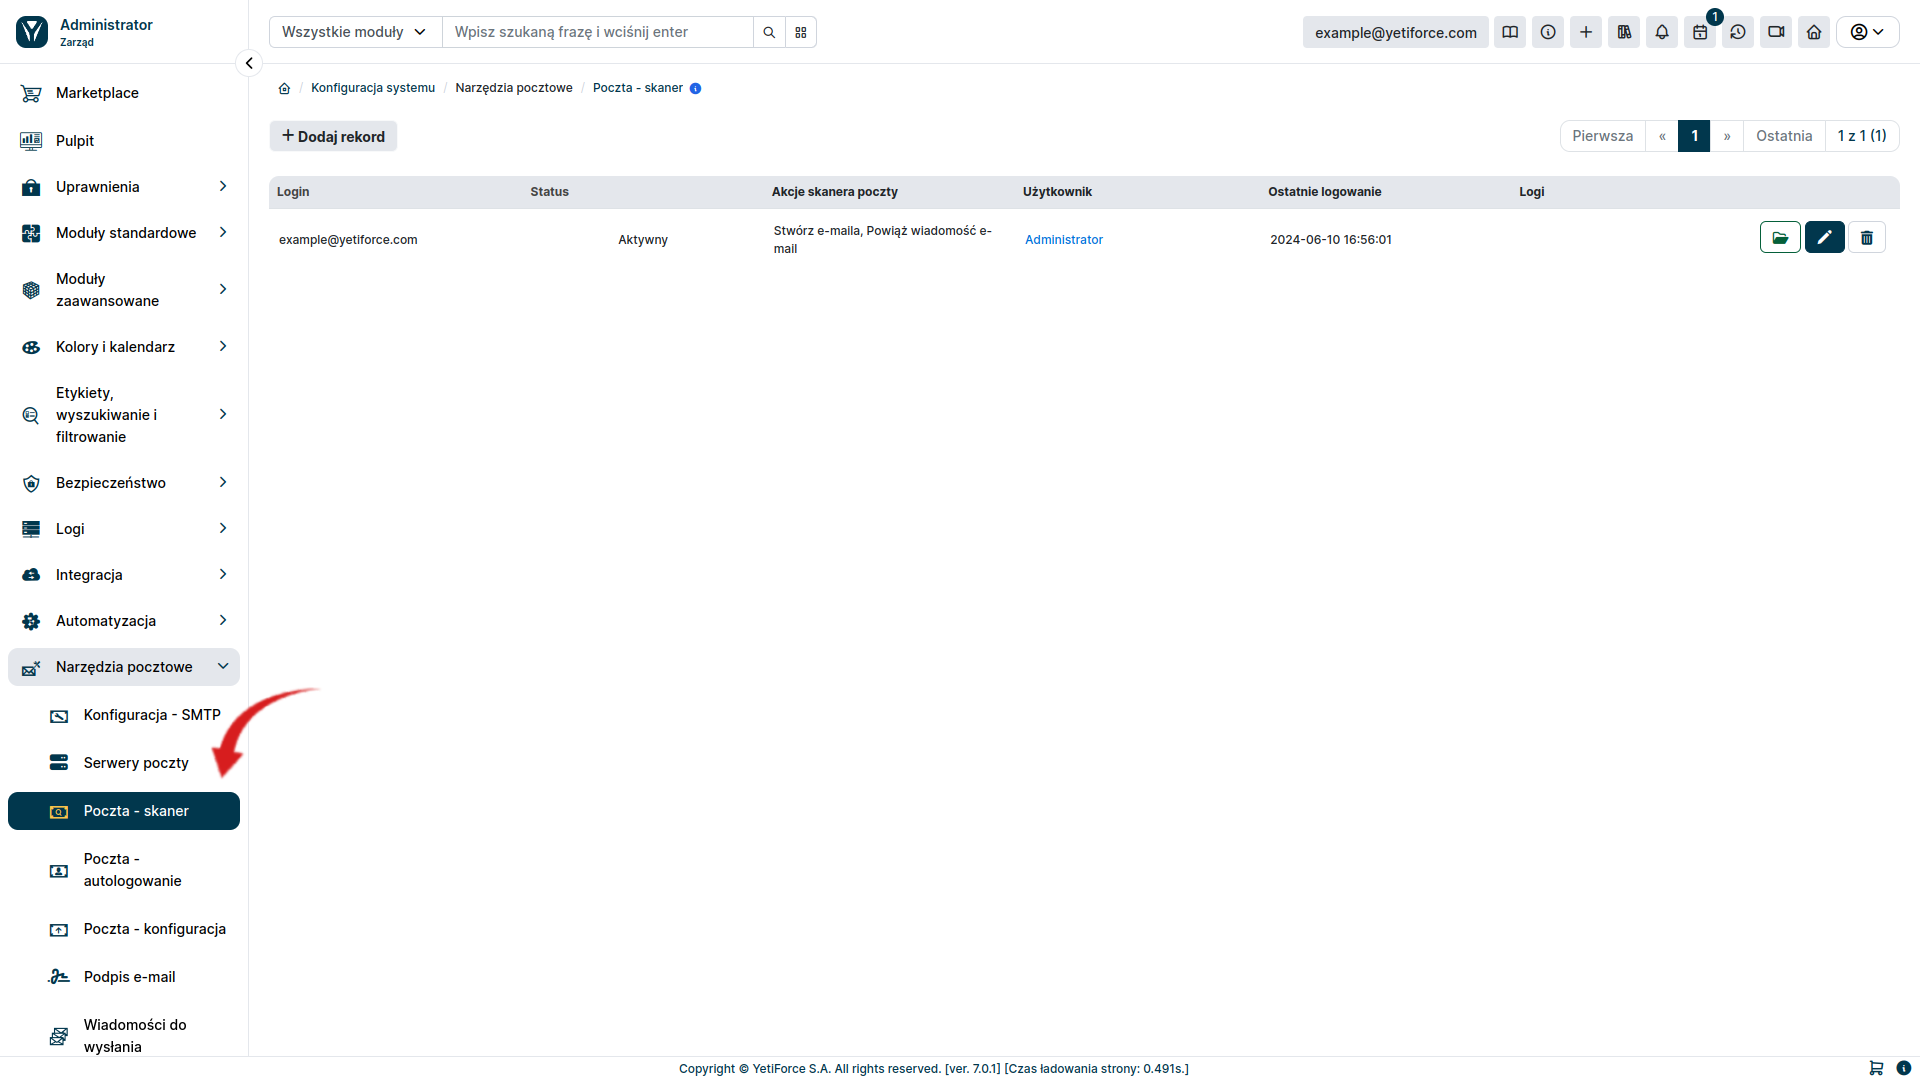 Administrator
Zarząd
Wszystkie moduły
Wpisz szukaną frazę i wciśnij enter
example@yetiforce.com
1
Marketplace
Pulpit
Uprawnienia
Moduły standardowe
Moduły
zaawansowane
Kolory i kalendarz
Etykiety,
wyszukiwanie i
filtrowanie
Bezpieczeństwo
Logi
Integracja
Automatyzacja
Narzędzia pocztowe
Konfiguracja - SMTP
Serwery poczty
Poczta - skaner
Poczta -
autologowanie
Poczta - konfiguracja
Podpis e-mail
Wiadomości do
wysłania
/ Konfiguracja systemu / Narzędzia pocztowe / Poczta - skaner
+ Dodaj rekord
Pierwsza « 1 » Ostatnia 1 z 1 (1)
Login Status Akcje skanera poczty Użytkownik Ostatnie logowanie Logi
example@yetiforce.com Aktywny Stwórz e-maila, Powiąż wiadomość e-
mail
Administrator 2024-06-10 16:56:01
Copyright © YetiForce S.A. All rights reserved. [ver. 7.0.1] [Czas ładowania strony: 0.491s.]